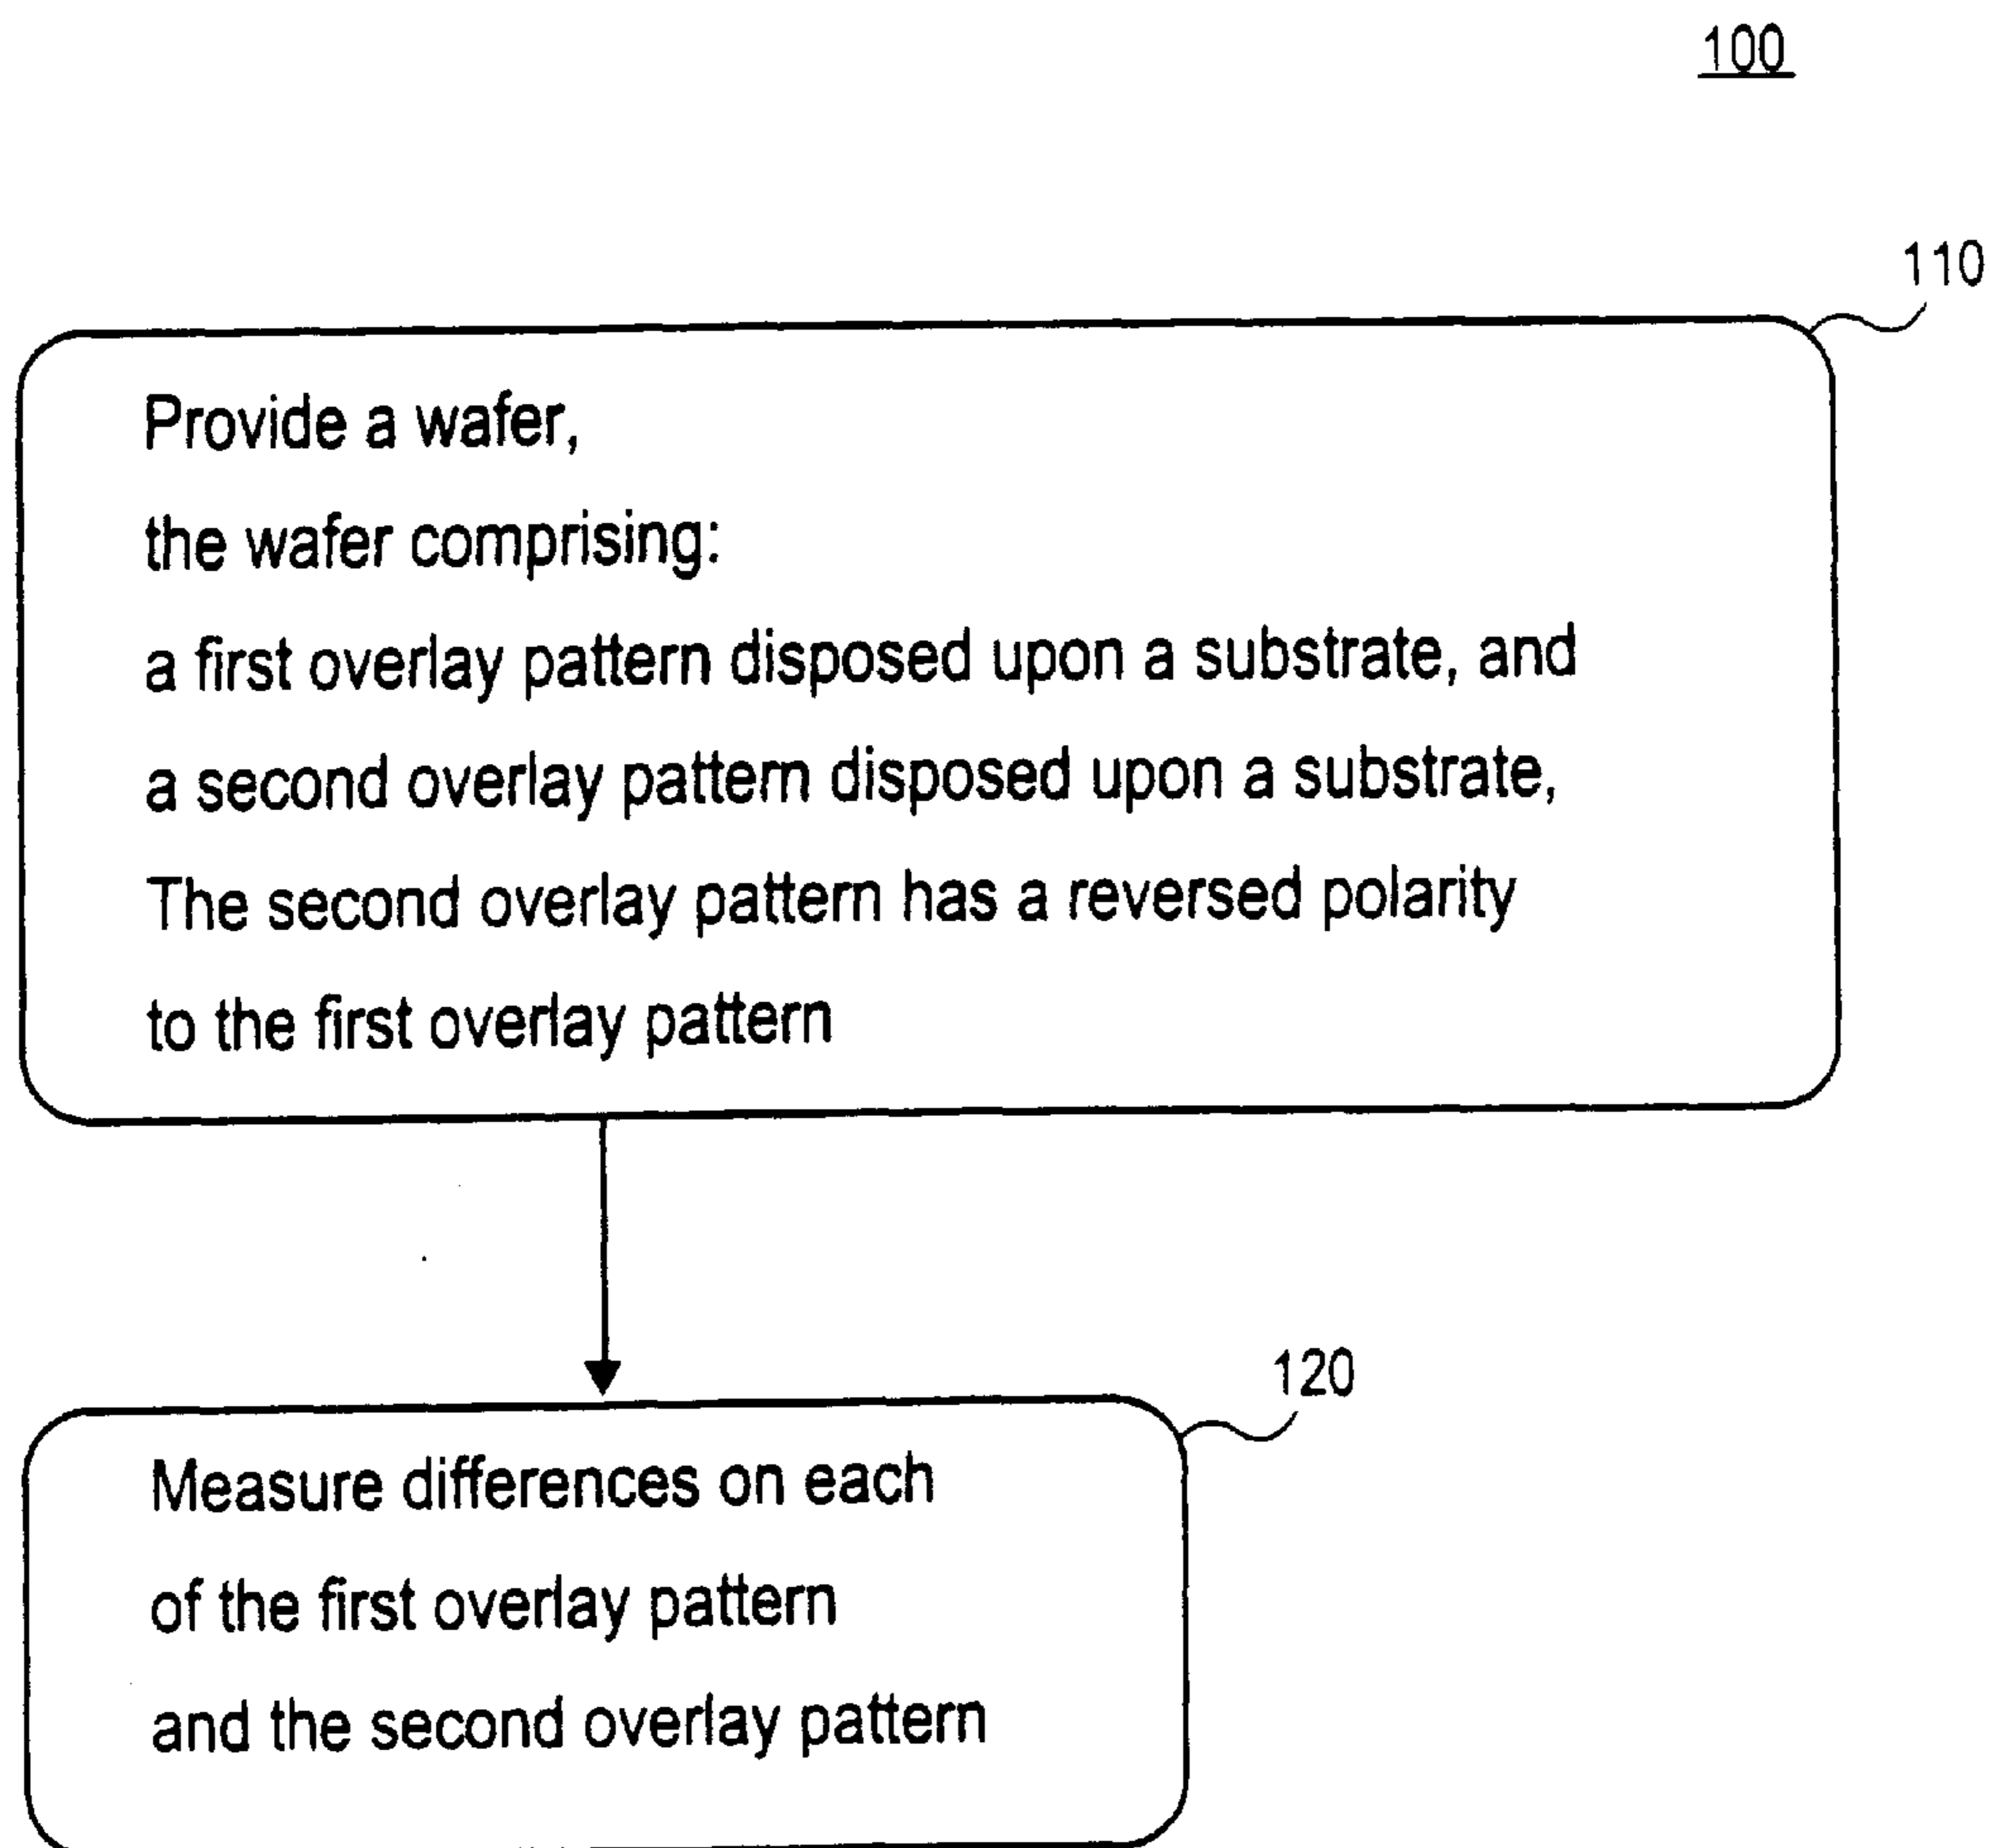 100
110
Provide a wafer,
the wafer comprising:
a first overlay pattern disposed upon a substrate, and
a second overlay pattern disposed upon a substrate,
The second overlay pattern has a reversed polarity
to the first overlay pattern
120
Measure differences on each
of the first overlay pattern
and the second overlay pattern